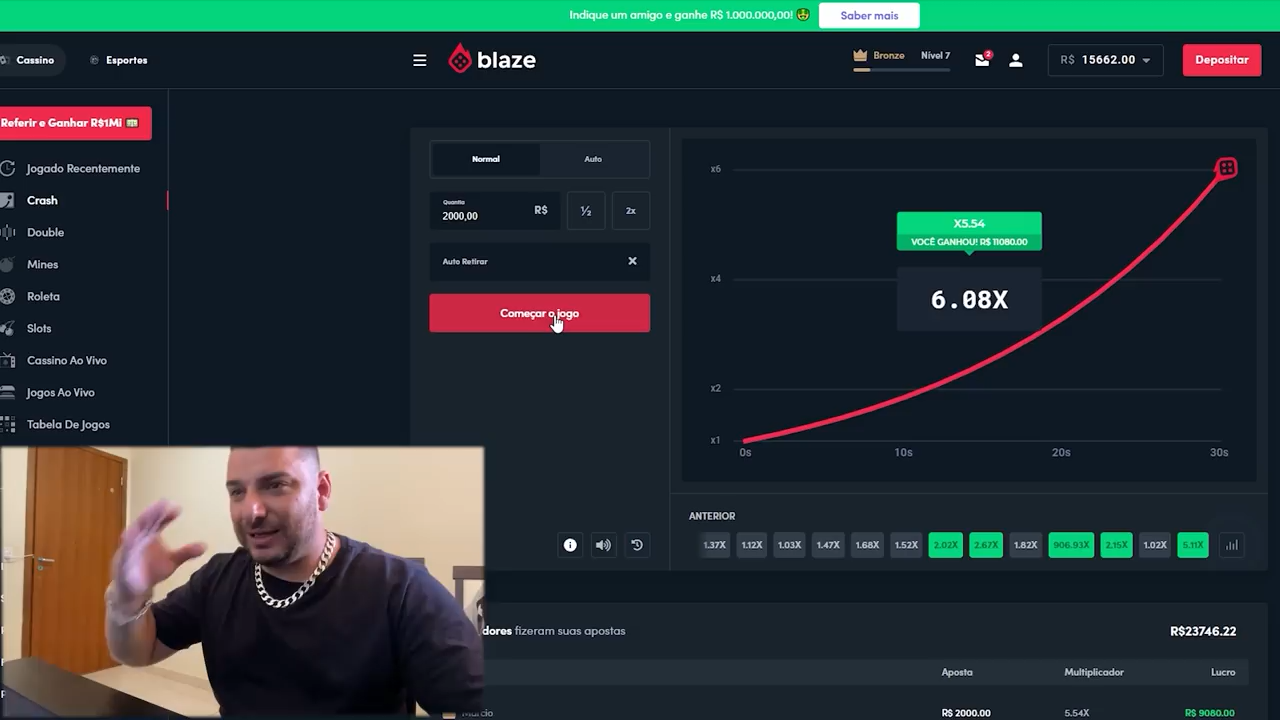 Indique um amigo e ganhe R$ 1.000.000,00! 🤑 Saber mais
Cassino Esportes
blaze
Bronze Nível 7
2
R$ 15662.00
Depositar
Referir e Ganhar R$1Mi
Jogado Recentemente
Crash
Double
Mines
Roleta
Slots
Cassino Ao Vivo
Jogos Ao Vivo
Tabela De Jogos
Normal Auto
Quantia
2000,00 R$ ½ 2x
Auto Retirar
Começar o jogo
x6
x4
x2
x1
0s 10s 20s 30s
X5.54
VOCÊ GANHOU! R$ 11080.00
6.08X
ANTERIOR
1.37X 1.12X 1.03X 1.47X 1.68X 1.52X 2.02X 2.67X 1.82X 906.93X 2.15X 1.02X 5.11X
dores fizeram suas apostas R$23746.22
Aposta Multiplicador Lucro
Marcio R$ 2000.00 5.54X R$ 9080.00